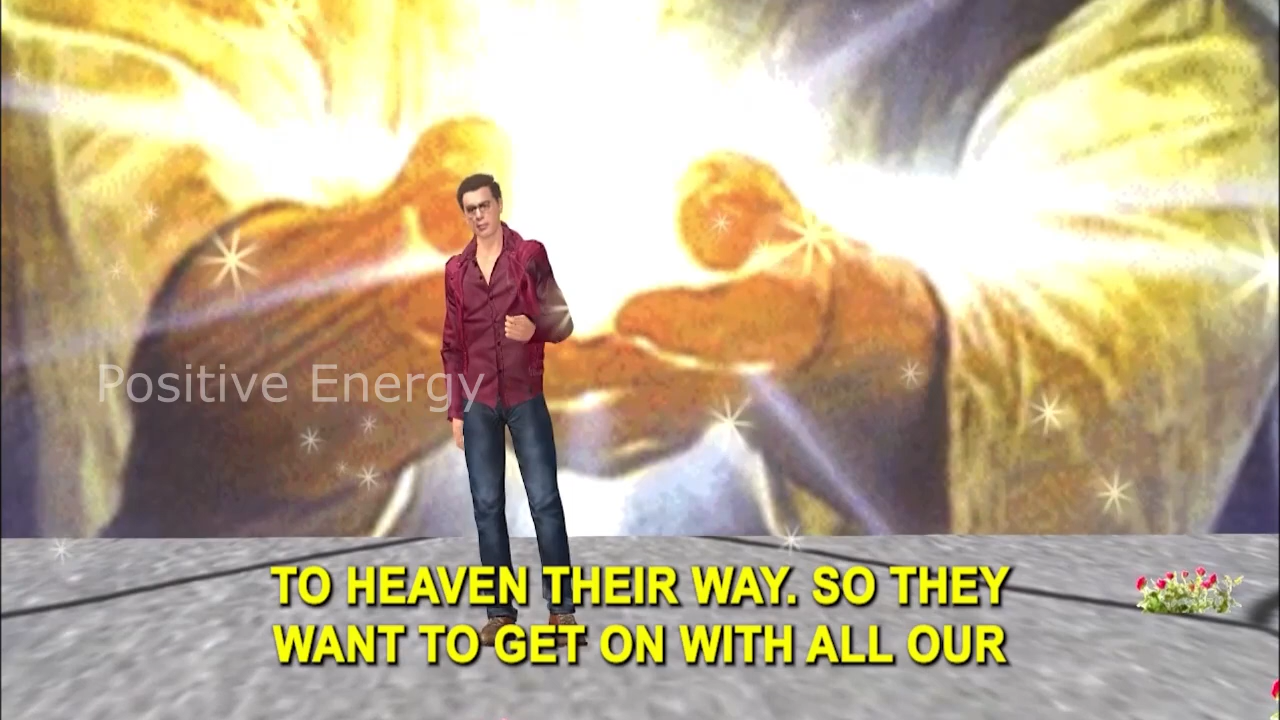 Positive Energy
TO HEAVEN THEIR WAY. SO THEY
WANT TO GET ON WITH ALL OUR